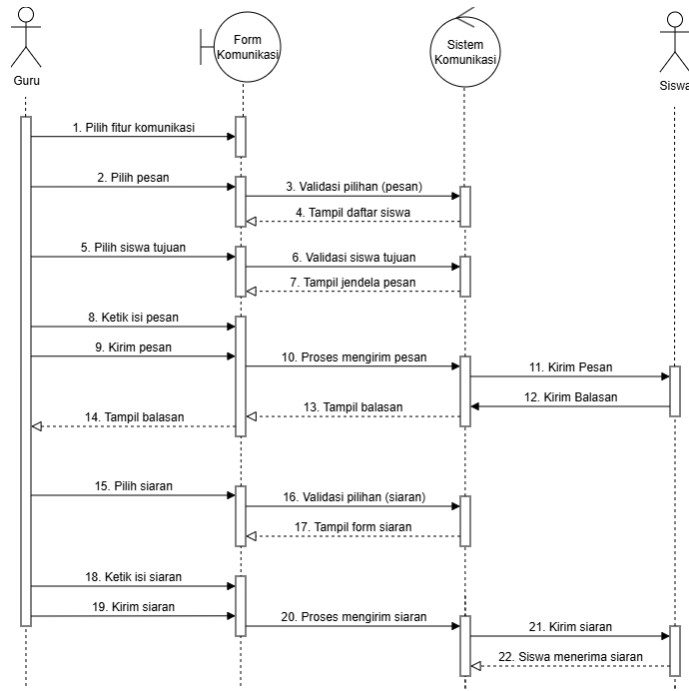 Form
Komunikasi
Sistem
Komunikasi
Guru
Siswa
1. Pilih fitur komunikasi
2. Pilih pesan
3. Validasi pilihan (pesan)
4. Tampil daftar siswa
5. Pilih siswa tujuan
6. Validasi siswa tujuan
7. Tampil jendela pesan
8. Ketik isi pesan
9. Kirim pesan
10. Proses mengirim pesan
11. Kirim Pesan
12. Kirim Balasan
13. Tampil balasan
14. Tampil balasan
15. Pilih siaran
16. Validasi pilihan (siaran)
17. Tampil form siaran
18. Ketik isi siaran
19. Kirim siaran
20. Proses mengirim siaran
21. Kirim siaran
22. Siswa menerima siaran